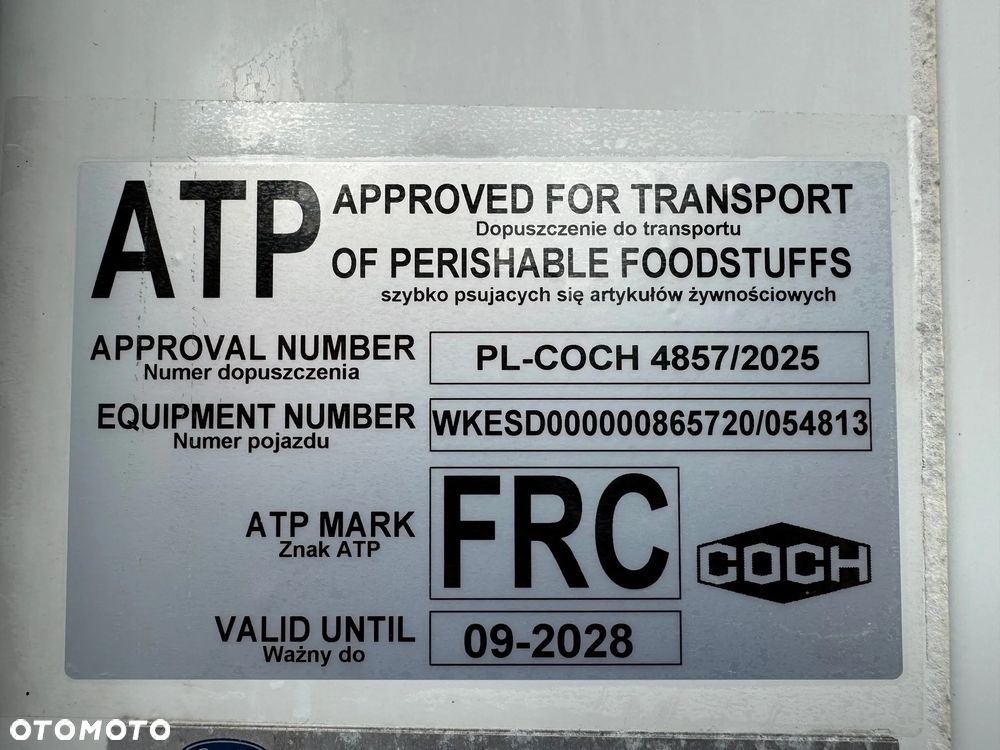 ATP
APPROVED FOR TRANSPORT
Dopuszczenie do transportu
OF PERISHABLE FOODSTUFFS
szybko psujacych się artykułów żywnościowych
APPROVAL NUMBER
Numer dopuszczenia
PL-COCH 4857/2025
EQUIPMENT NUMBER
Numer pojazdu
WKESD000000865720/054813
ATP MARK
Znak ATP
FRC
COCH
VALID UNTIL
Ważny do
09-2028
OTOMOTO